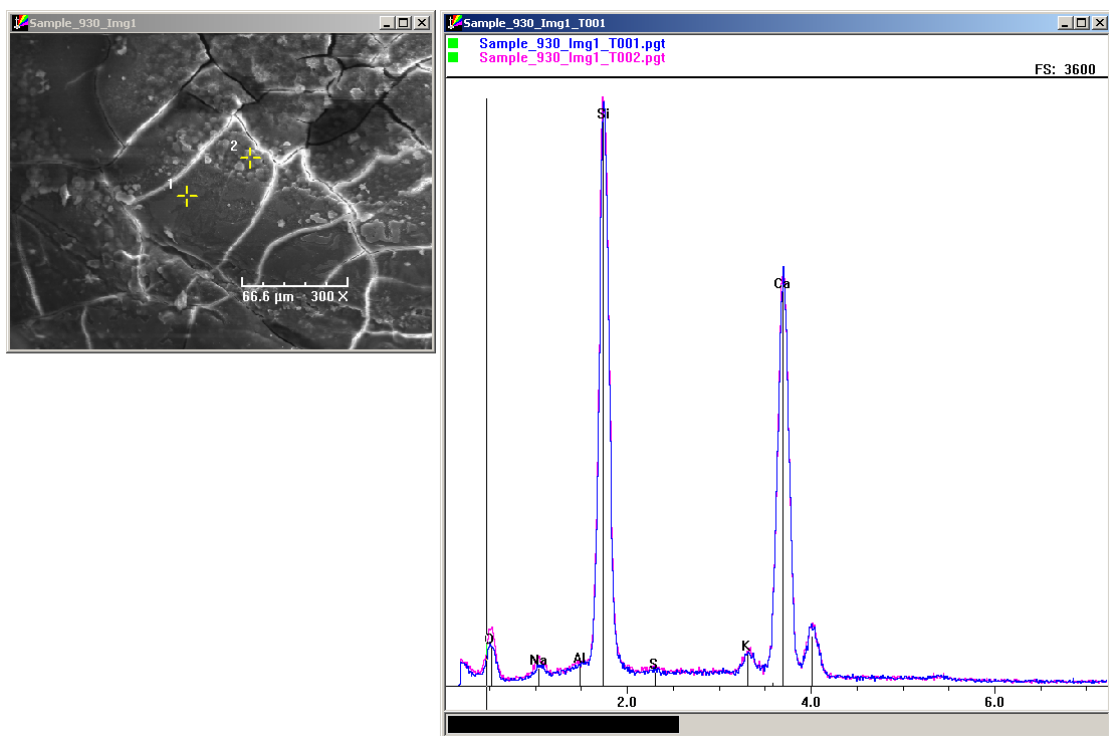 Sample_930_Img1
1
2
66.6 µm 300 X
Sample_930_Img1_T001
Sample_930_Img1_T001.pgt
Sample_930_Img1_T002.pgt
FS: 3600
Si
Ca
O
Na
Al
S
K
2.0 4.0 6.0